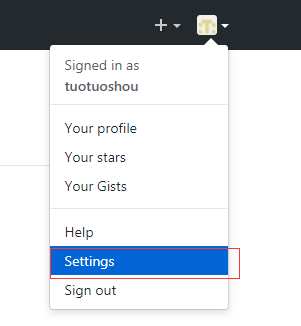 Signed in as
tuotuoshou
Your profile
Your stars
Your Gists
Help
Settings
Sign out